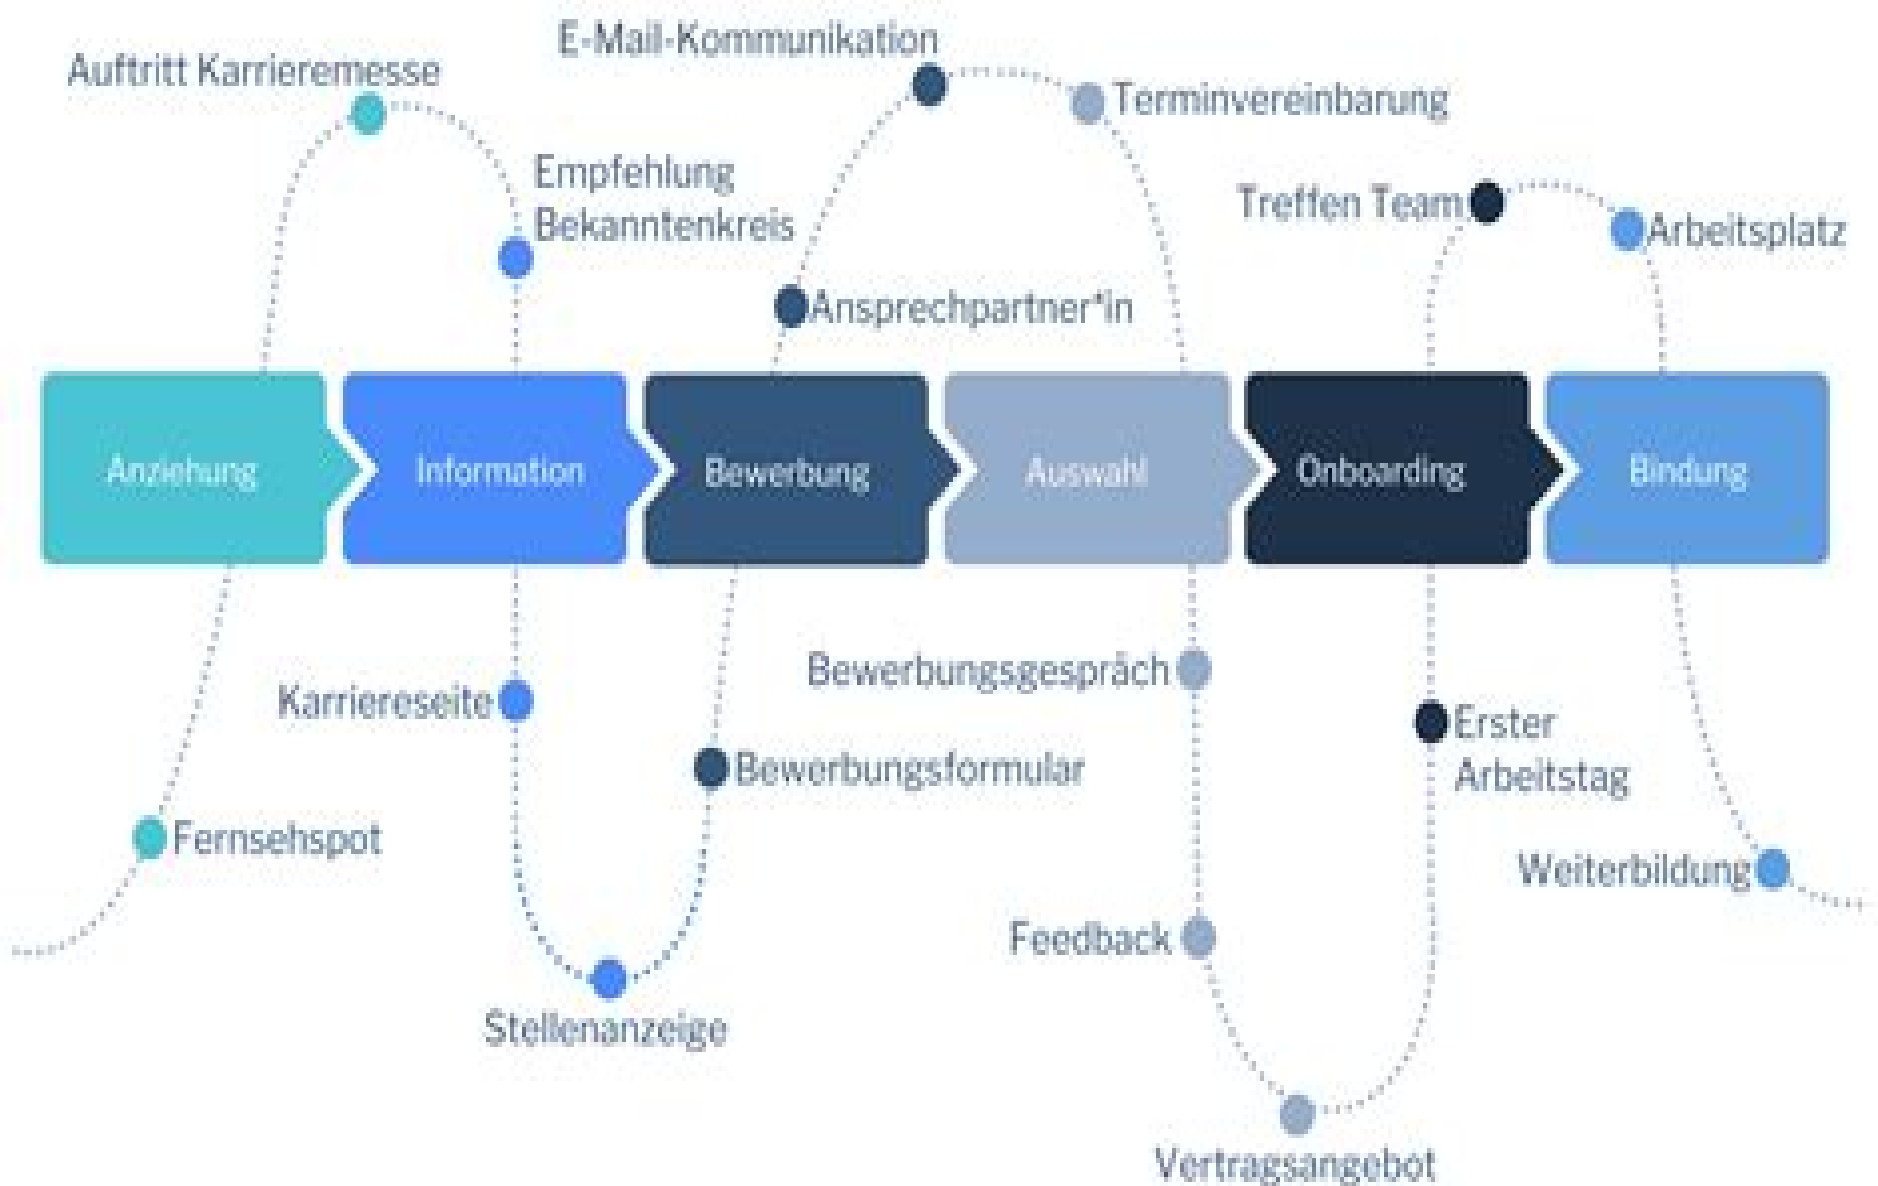 E-Mail-Kommunikation
Auftritt Karrieremesse
Terminvereinbarung
Empfehlung
Bekanntenkreis
Treffen Team
Arbeitsplatz
Ansprechpartner*in
Anziehung
Information
Bewerbung
Auswahl
Onboarding
Bindung
Bewerbungsgespräch
Karriereseite
Erster
Arbeitstag
Bewerbungsformular
Fernsehspot
Weiterbildung
Feedback
Stellenanzeige
Vertragsangebot